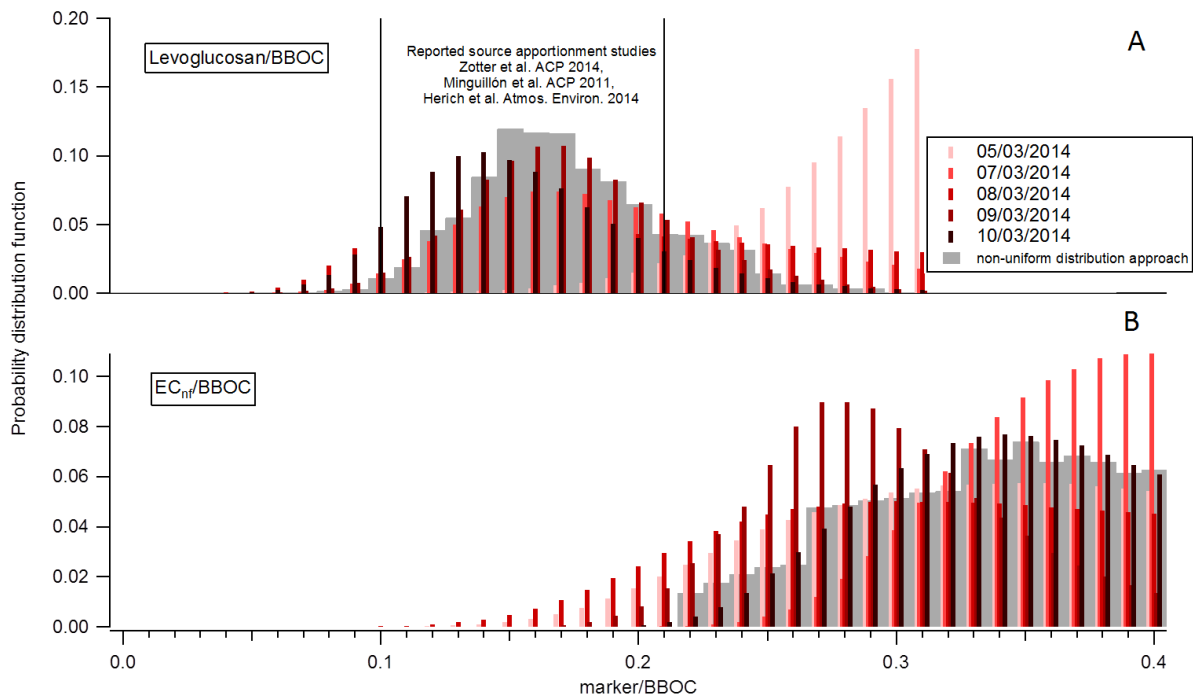 0.20
0.15
0.10
0.05
0.00
Levoglucosan/BBOC
Reported source apportionment studies
Zotter et al. ACP 2014,
Minguillón et al. ACP 2011,
Herich et al. Atmos. Environ. 2014
A
05/03/2014
07/03/2014
08/03/2014
09/03/2014
10/03/2014
non-uniform distribution approach
Probability distribution function
B
0.10
0.08
0.06
0.04
0.02
0.00
ECnf/BBOC
0.0
0.1
0.2
0.3
0.4
marker/BBOC